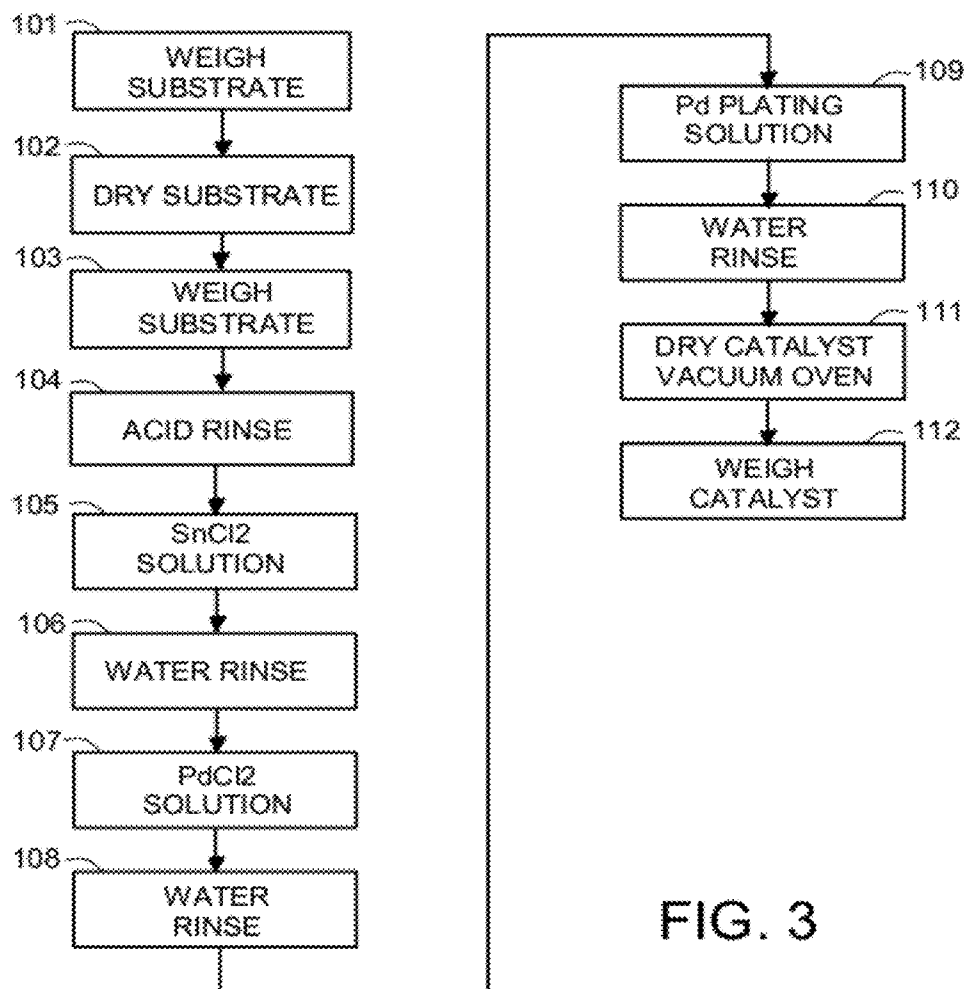 101
WEIGH
SUBSTRATE
102
DRY SUBSTRATE
103
WEIGH
SUBSTRATE
104
ACID RINSE
105
SnCl2
SOLUTION
106
WATER RINSE
107
PdCl2
SOLUTION
108
WATER
RINSE
109
Pd PLATING
SOLUTION
110
WATER
RINSE
111
DRY CATALYST
VACUUM OVEN
112
WEIGH
CATALYST
FIG. 3